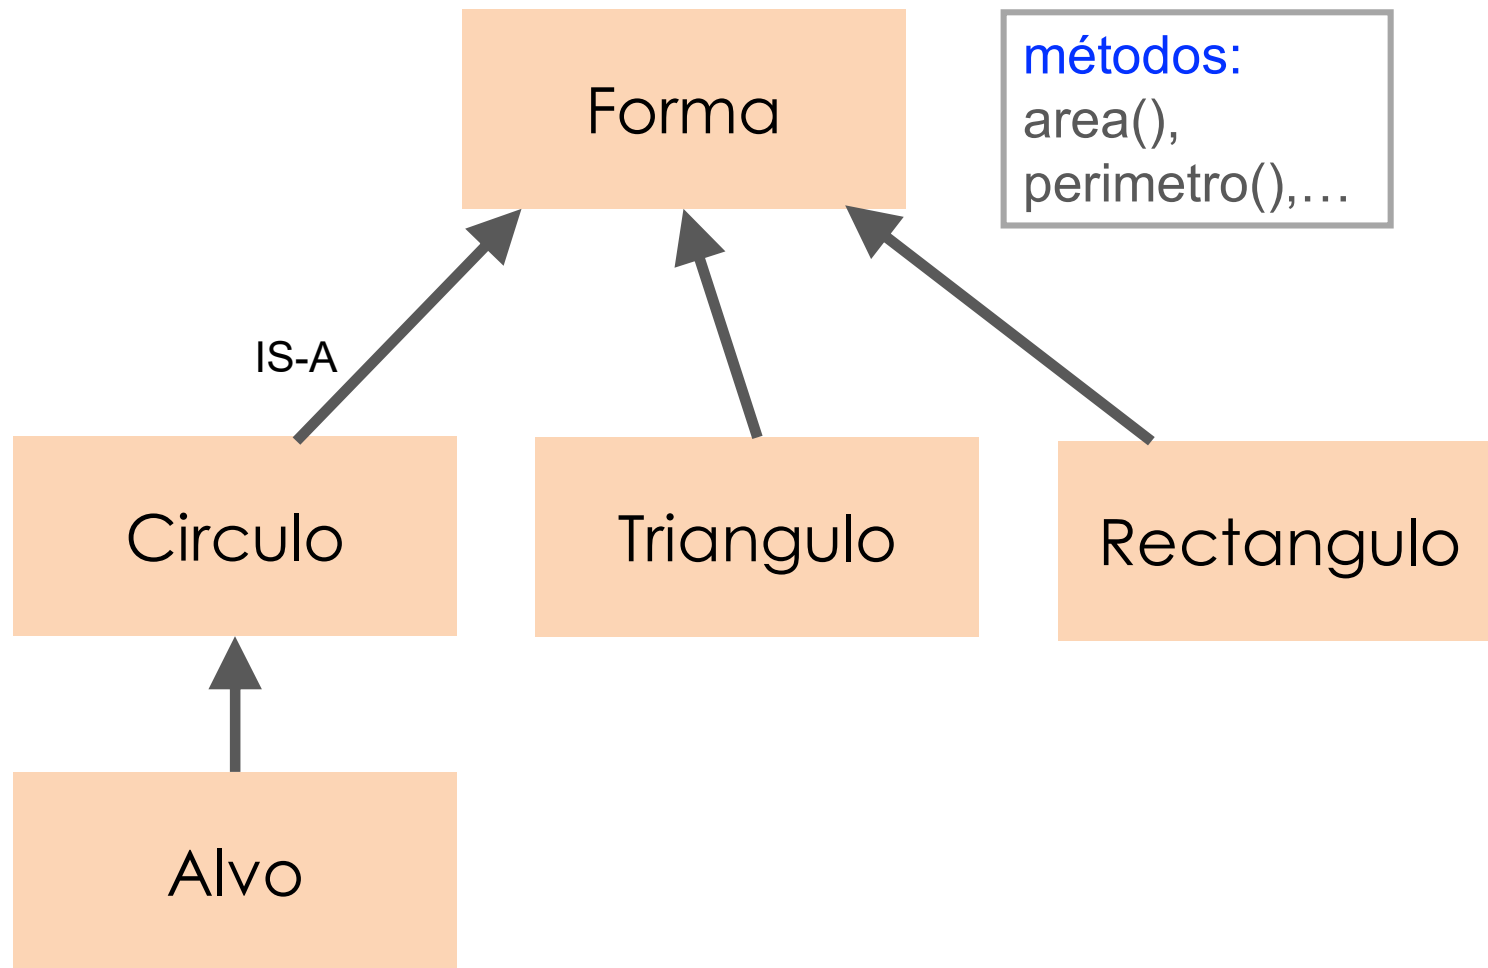 Forma
métodos:
area(),
perimetro(),…
IS-A
Circulo
Triangulo
Rectangulo
Alvo